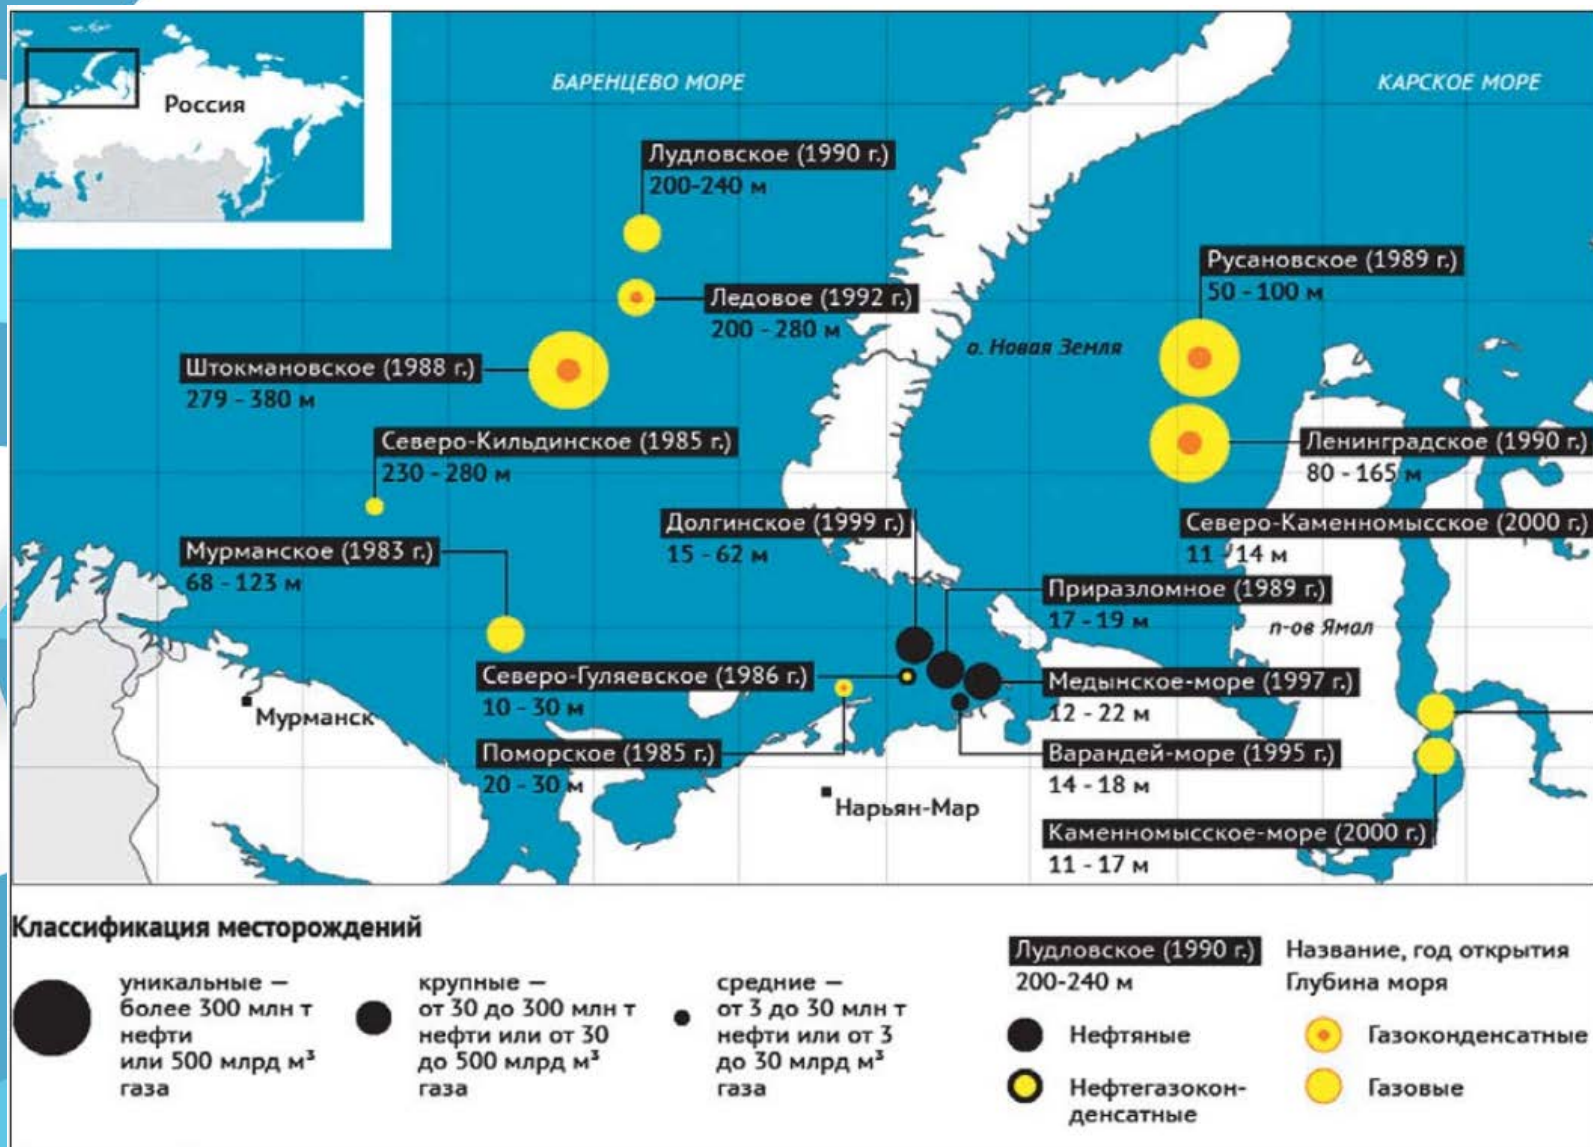 Россия
БАРЕНЦЕВО МОРЕ
КАРСКОЕ МОРЕ
Лудловское (1990 г.)
200-240 м
Русановское (1989 г.)
50 - 100 м
Ледовое (1992 г.)
200 - 280 м
о. Новая Земля
Штокмановское (1988 г.)
279 - 380 м
Северо-Кильдинское (1985 г.)
230 - 280 м
Ленинградское (1990 г.)
80 - 165 м
Долгинское (1999 г.)
15 - 62 м
Северо-Каменномысское (2000 г.)
11 - 14 м
Мурманское (1983 г.)
68 - 123 м
Приразломное (1989 г.)
17 - 19 м
п-ов Ямал
Северо-Гуляевское (1986 г.)
10 - 30 м
Медынское-море (1997 г.)
12 - 22 м
Мурманск
Поморское (1985 г.)
20 - 30 м
Варандей-море (1995 г.)
14 - 18 м
Нарьян-Мар
Каменномысское-море (2000 г.)
11 - 17 м
Классификация месторождений
уникальные —
более 300 млн т
нефти
или 500 млрд м³
газа
крупные —
от 30 до 300 млн т
нефти или от 30
до 500 млрд м³
газа
средние —
от 3 до 30 млн т
нефти или от 3
до 30 млрд м³
газа
Лудловское (1990 г.)
200-240 м
Название, год открытия
Глубина моря
Нефтяные
Газоконденсатные
Нефтегазокон-
денсатные
Газовые